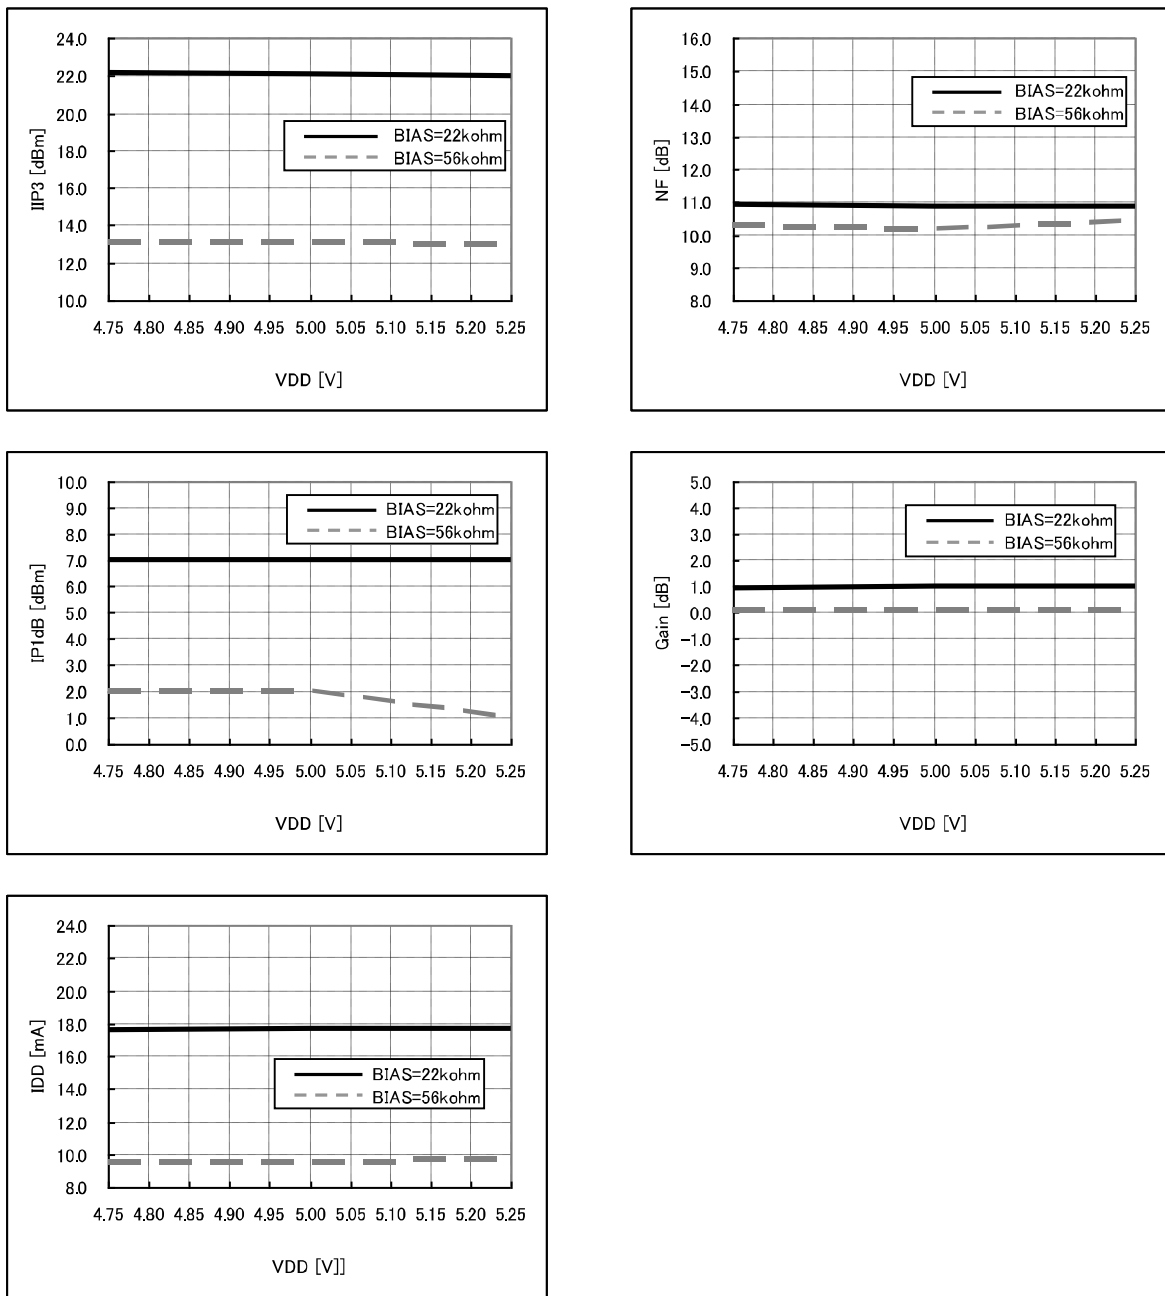 24.0
22.0
20.0
18.0
16.0
14.0
12.0
10.0
IIP3 [dBm]
BIAS=22kohm
BIAS=56kohm
4.75 4.80 4.85 4.90 4.95 5.00 5.05 5.10 5.15 5.20 5.25
VDD [V]
16.0
15.0
14.0
13.0
12.0
11.0
10.0
9.0
8.0
NF [dB]
BIAS=22kohm
BIAS=56kohm
4.75 4.80 4.85 4.90 4.95 5.00 5.05 5.10 5.15 5.20 5.25
VDD [V]
10.0
9.0
8.0
7.0
6.0
5.0
4.0
3.0
2.0
1.0
0.0
IP1dB [dBm]
BIAS=22kohm
BIAS=56kohm
4.75 4.80 4.85 4.90 4.95 5.00 5.05 5.10 5.15 5.20 5.25
VDD [V]
5.0
4.0
3.0
2.0
1.0
0.0
-1.0
-2.0
-3.0
-4.0
-5.0
Gain [dB]
BIAS=22kohm
BIAS=56kohm
4.75 4.80 4.85 4.90 4.95 5.00 5.05 5.10 5.15 5.20 5.25
VDD [V]
24.0
22.0
20.0
18.0
16.0
14.0
12.0
10.0
8.0
IDD [mA]
BIAS=22kohm
BIAS=56kohm
4.75 4.80 4.85 4.90 4.95 5.00 5.05 5.10 5.15 5.20 5.25
VDD [V]]